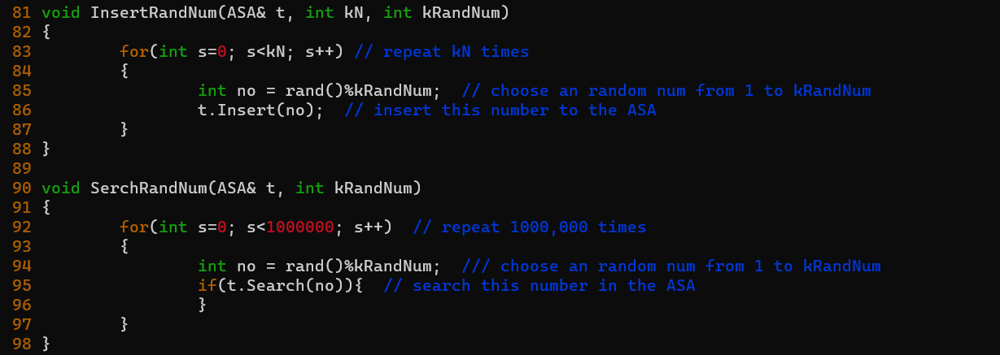 81 void InsertRandNum(ASA& t, int kN, int kRandNum)
82 {
83         for(int s=0; s<kN; s++) // repeat kN times
84         {
85                 int no = rand()%kRandNum;  // choose an random num from 1 to kRandNum
86                 t.Insert(no);  // insert this number to the ASA
87         }
88 }
89
90 void SerchRandNum(ASA& t, int kRandNum)
91 {
92         for(int s=0; s<1000000; s++)  // repeat 1000,000 times
93         {
94                 int no = rand()%kRandNum;  /// choose an random num from 1 to kRandNum
95                 if(t.Search(no)){  // search this number in the ASA
96                 }
97         }
98 }